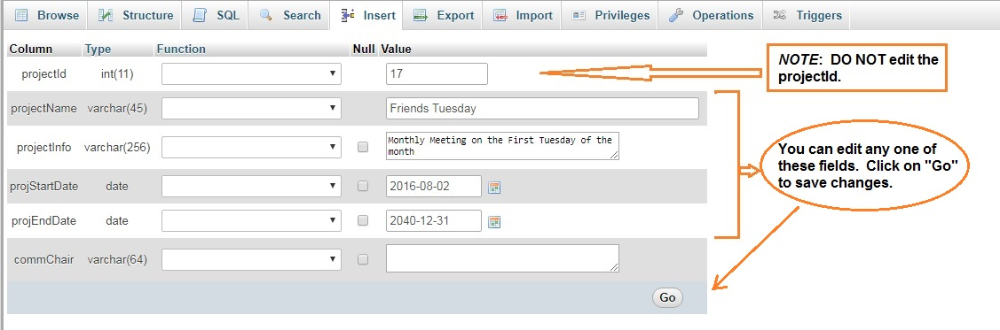 Browse Structure SQL Search Insert Export Import Privileges Operations Triggers
Column Type Function Null Value
projectId int(11) 17
projectName varchar(45) Friends Tuesday
projectInfo varchar(256) Monthly Meeting on the First Tuesday of the
month
projStartDate date 2016-08-02
projEndDate date 2040-12-31
commChair varchar(64)
Go
NOTE: DO NOT edit the
projectId.
You can edit any one of
these fields. Click on "Go"
to save changes.